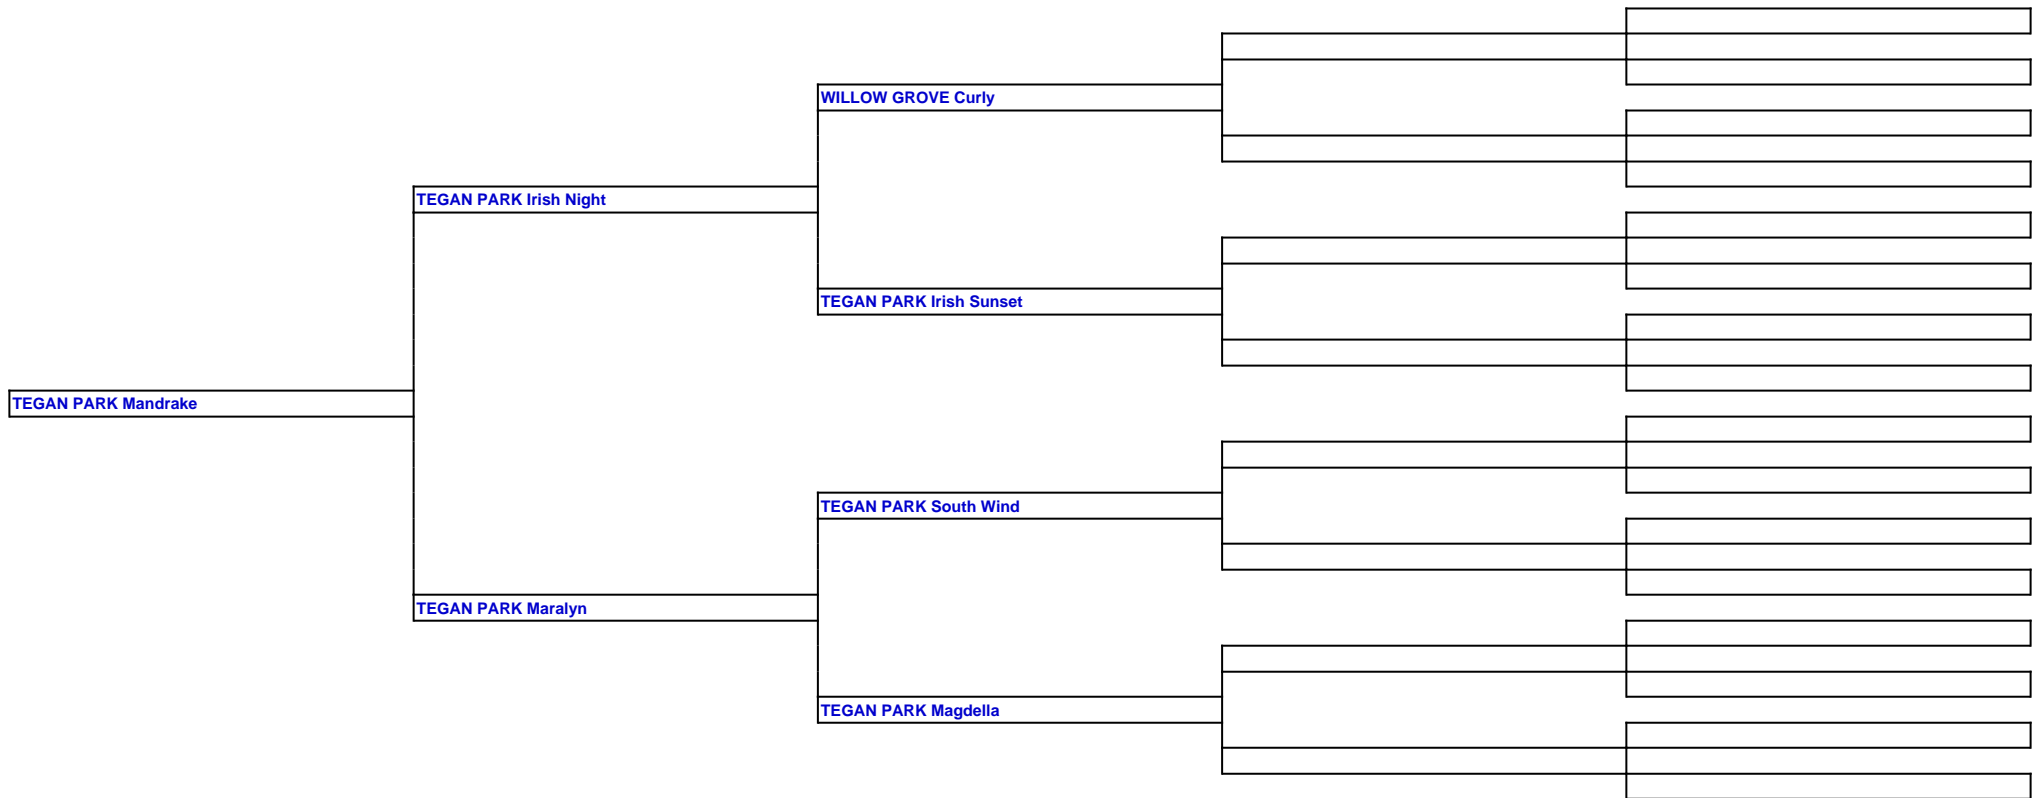 WILLOW GROVE Curly
TEGAN PARK Irish Night
TEGAN PARK Irish Sunset
TEGAN PARK Mandrake
TEGAN PARK South Wind
TEGAN PARK Maralyn
TEGAN PARK Magdella